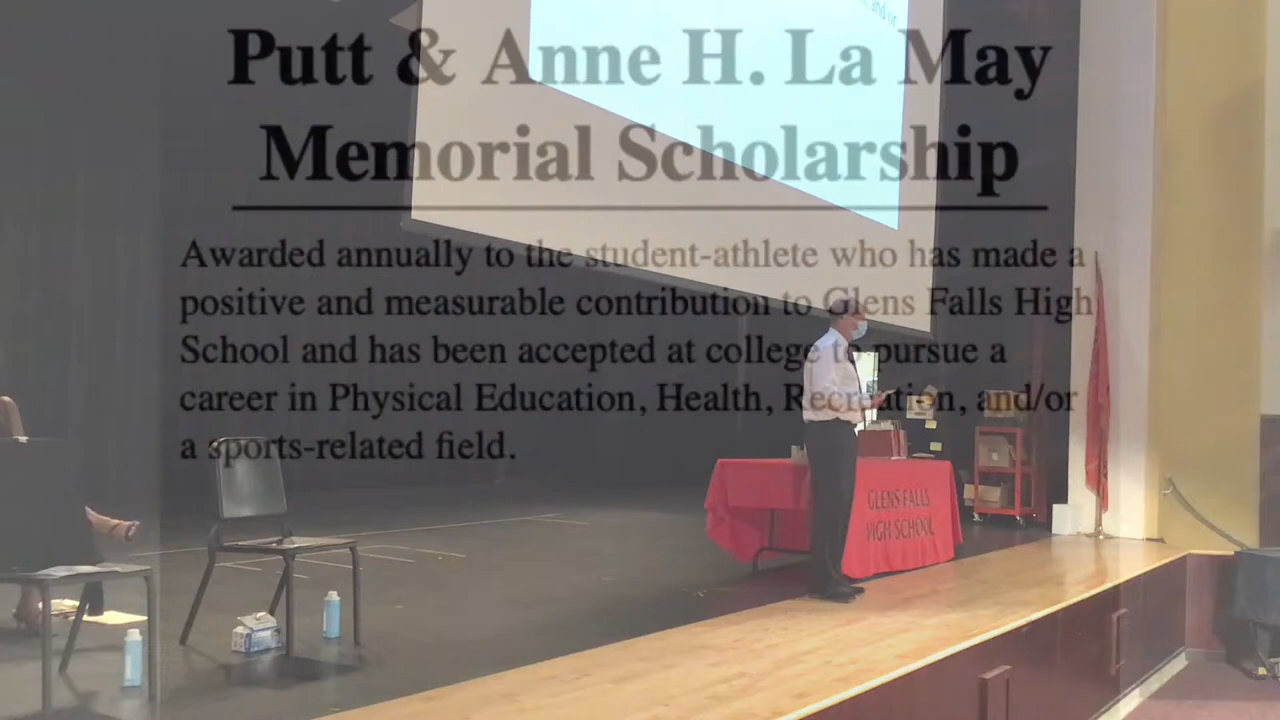 and/or
Putt & Anne H. La May
Memorial Scholarship
Awarded annually to the student-athlete who has made a
positive and measurable contribution to Glens Falls High
School and has been accepted at college to pursue a
career in Physical Education, Health, Recreation, and/or
a sports-related field.
GLENS FALLS
HIGH SCHOOL